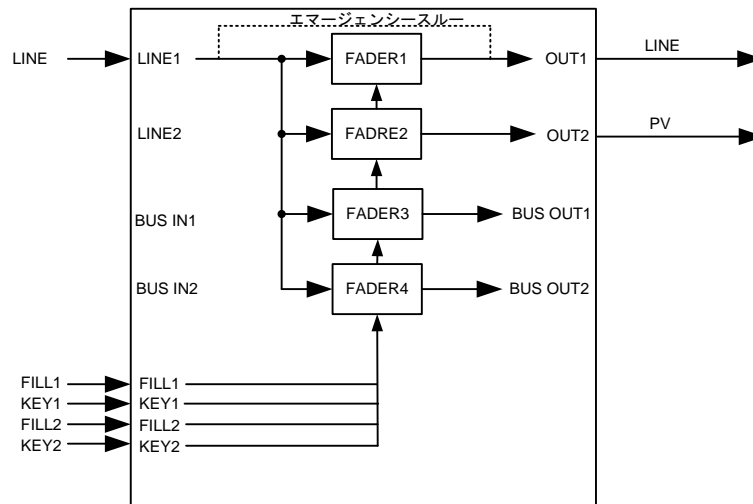 エマージェンシースルー
LINE
LINE1
FADER1
OUT1
LINE
LINE2
FADRE2
OUT2
PV
BUS IN1
FADER3
BUS OUT1
BUS IN2
FADER4
BUS OUT2
FILL1
FILL1
KEY1
KEY1
FILL2
FILL2
KEY2
KEY2